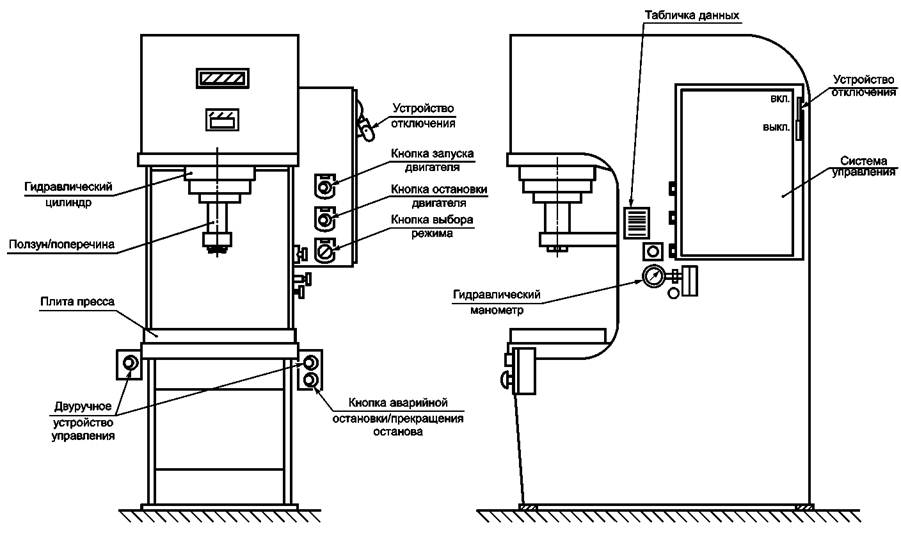 Табличка данных
Устройство
отключения
ВКЛ.
ВЫКЛ.
Система
управления
Гидравлический
манометр
Устройство
отключения
Кнопка запуска
двигателя
Кнопка остановки
двигателя
Кнопка выбора
режима
Гидравлический
цилиндр
Ползун/поперечина
Плита пресса
Двуручное
устройство
управления
Кнопка аварийной
остановки/прекращения
останова